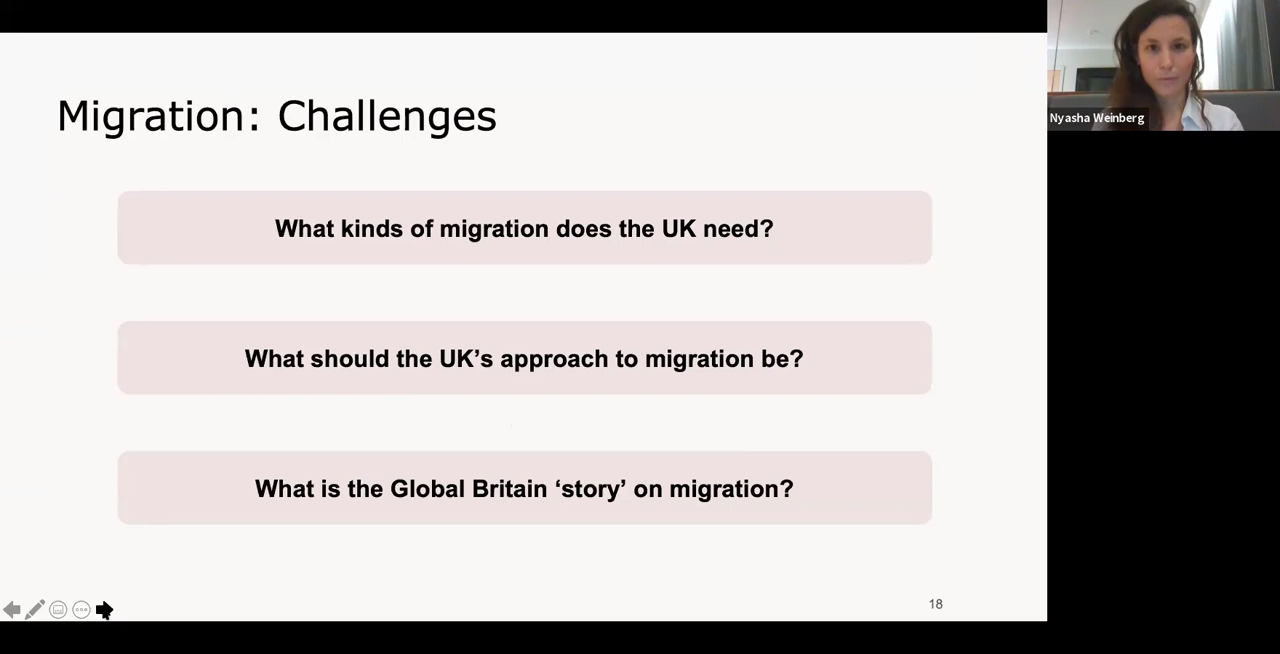 Migration: Challenges
What kinds of migration does the UK need?
What should the UK’s approach to migration be?
What is the Global Britain ‘story’ on migration?
18
Nyasha Weinberg